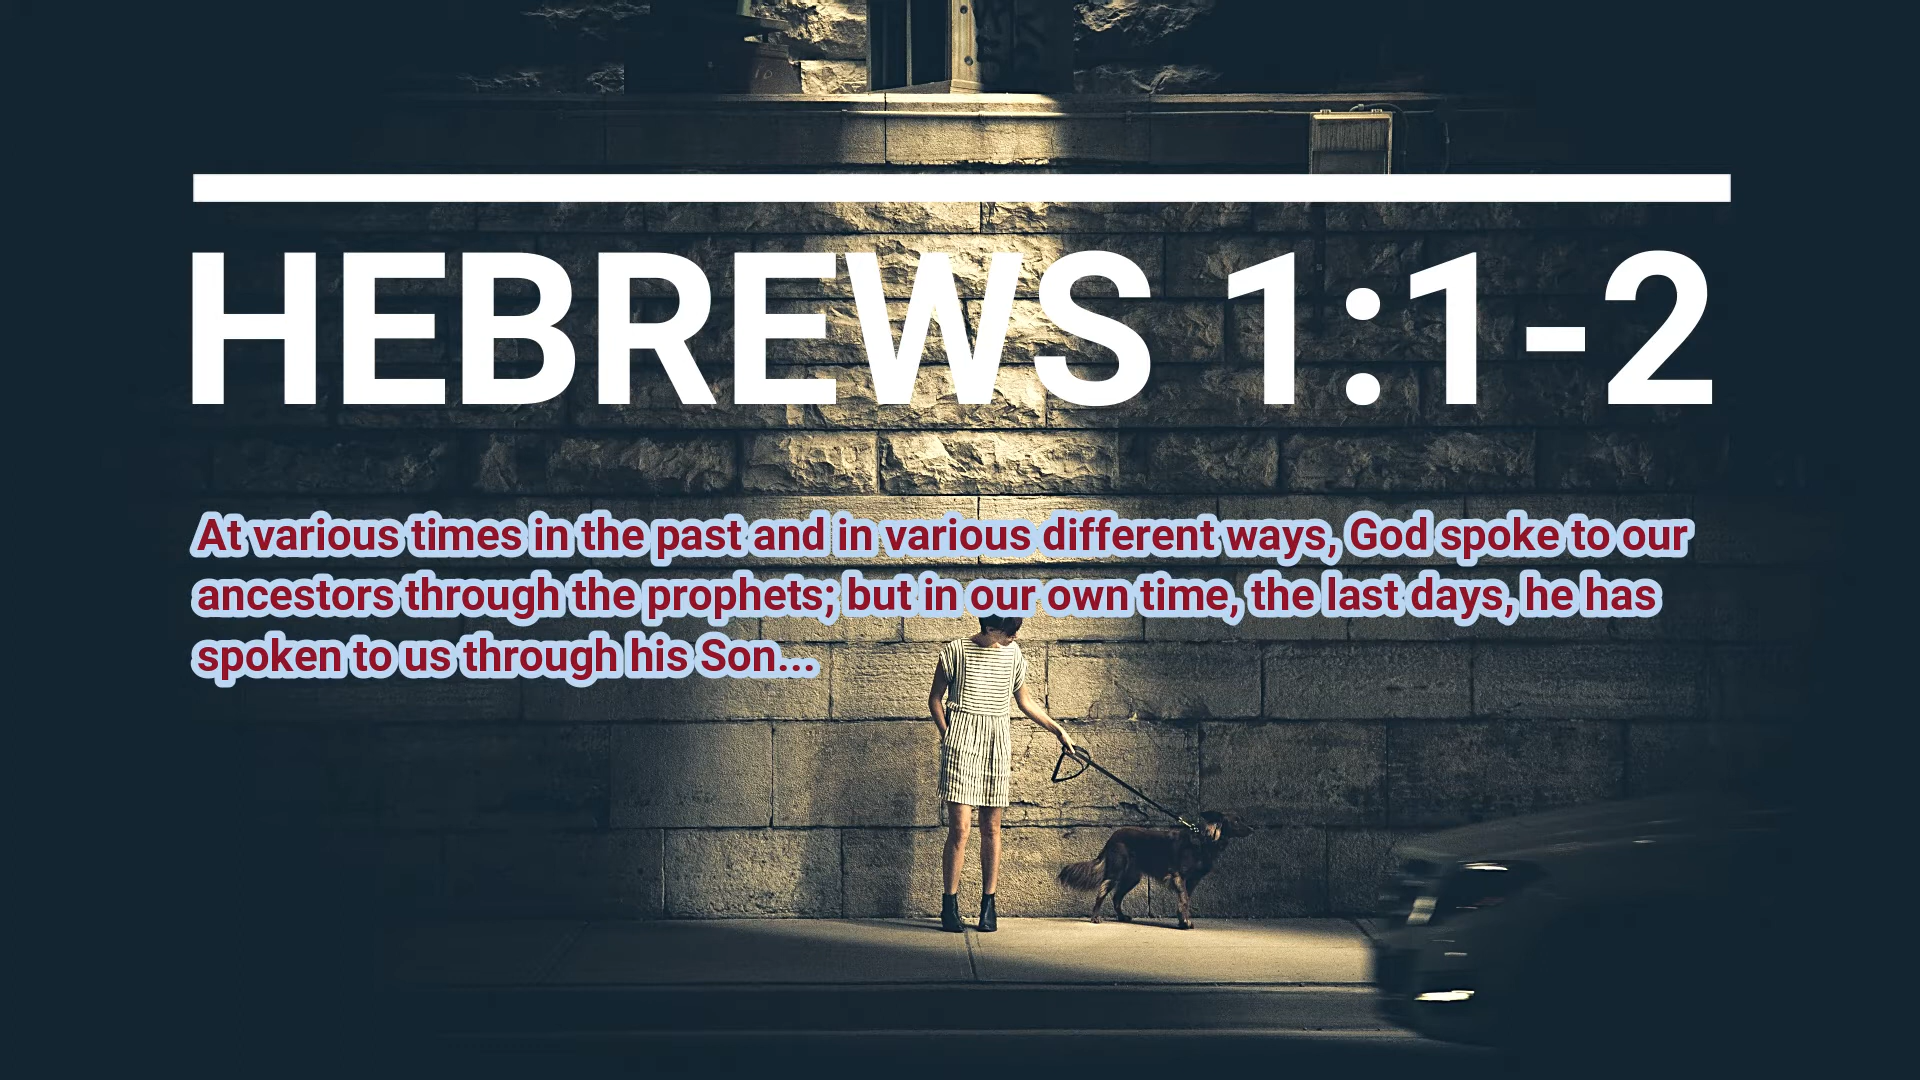 HEBREWS 1:1-2
At various times in the past and in various different ways, God spoke to our
ancestors through the prophets; but in our own time, the last days, he has
spoken to us through his Son...